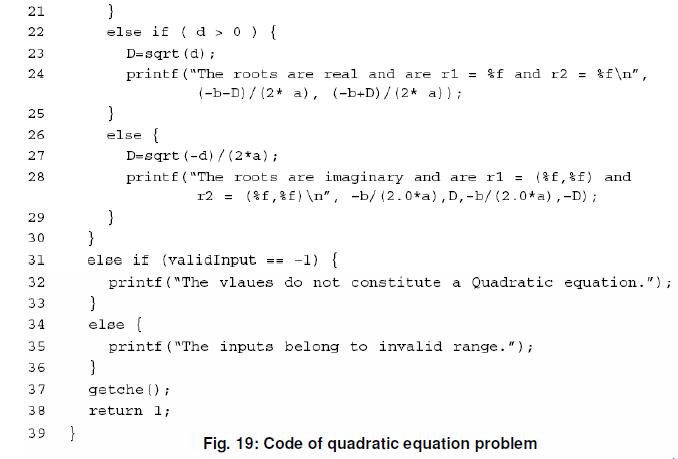 21 }
22 else if ( d > 0 ) {
23 D=sqrt(d);
24 printf("The roots are real and are r1 = %f and r2 = %f\n",
(-b-D)/(2* a), (-b+D)/(2* a));
25 }
26 else {
27 D=sqrt(-d)/(2*a);
28 printf("The roots are imaginary and are r1 = (%f,%f) and
r2 = (%f,%f)\n", -b/(2.0*a),D,-b/(2.0*a),-D);
29 }
30 }
31 else if (validInput == -1) {
32 printf("The vlaues do not constitute a Quadratic equation.");
33 }
34 else {
35 printf("The inputs belong to invalid range.");
36 }
37 getche();
38 return 1;
39 }
Fig. 19: Code of quadratic equation problem